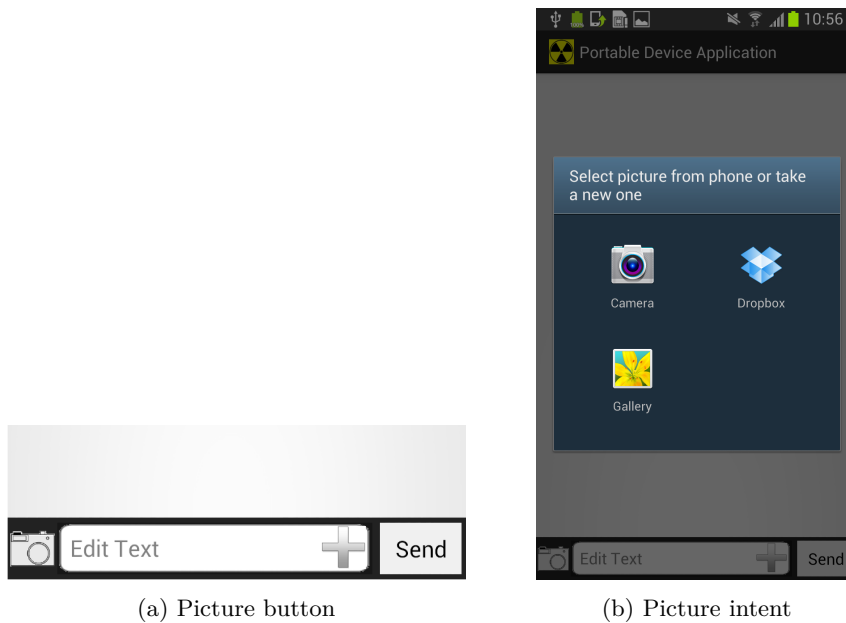 Edit Text
Send
(a) Picture button
10:56
Portable Device Application
Select picture from phone or take
a new one
Camera
Dropbox
Gallery
Edit Text
Send
(b) Picture intent